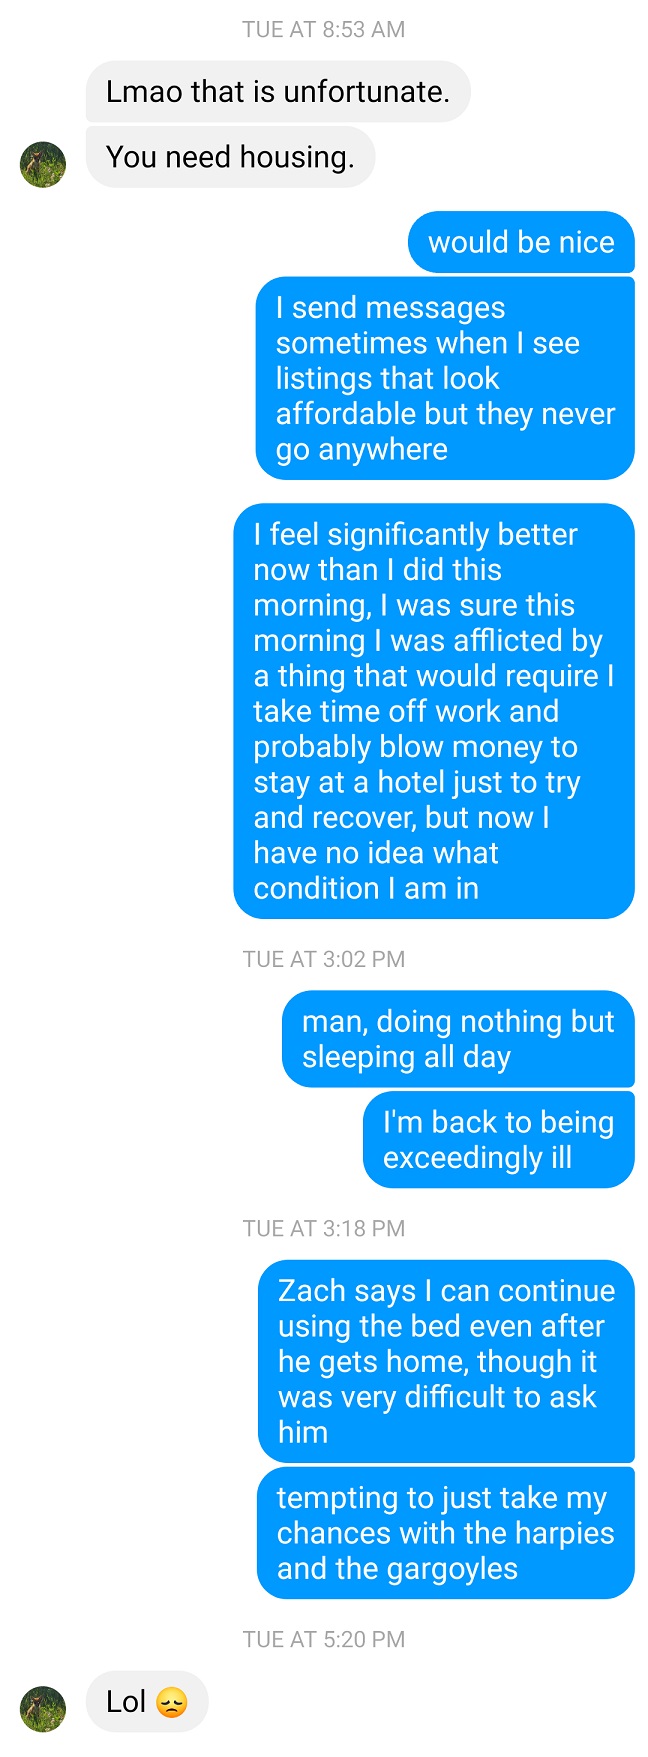 TUE AT 8:53 AM
Lmao that is unfortunate.
You need housing.
would be nice
I send messages
sometimes when I see
listings that look
affordable but they never
go anywhere
I feel significantly better
now than I did this
morning, I was sure this
morning I was afflicted by
a thing that would require I
take time off work and
probably blow money to
stay at a hotel just to try
and recover, but now I
have no idea what
condition I am in
TUE AT 3:02 PM
man, doing nothing but
sleeping all day
I'm back to being
exceedingly ill
TUE AT 3:18 PM
Zach says I can continue
using the bed even after
he gets home, though it
was very difficult to ask
him
tempting to just take my
chances with the harpies
and the gargoyles
TUE AT 5:20 PM
Lol 😞